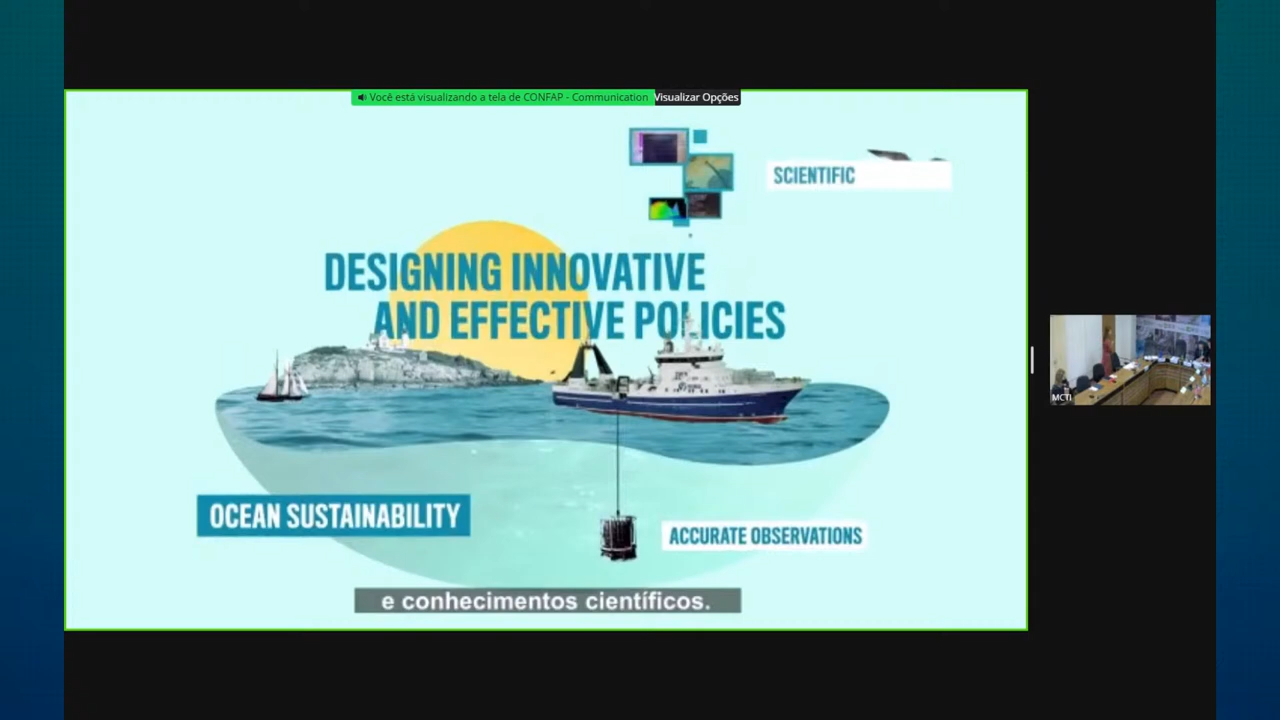 Você está visualizando a tela de CONFAP - Communication Visualizar Opções
SCIENTIFIC
DESIGNING INNOVATIVE
AND EFFECTIVE POLICIES
OCEAN SUSTAINABILITY
ACCURATE OBSERVATIONS
e conhecimentos científicos.
MCTI